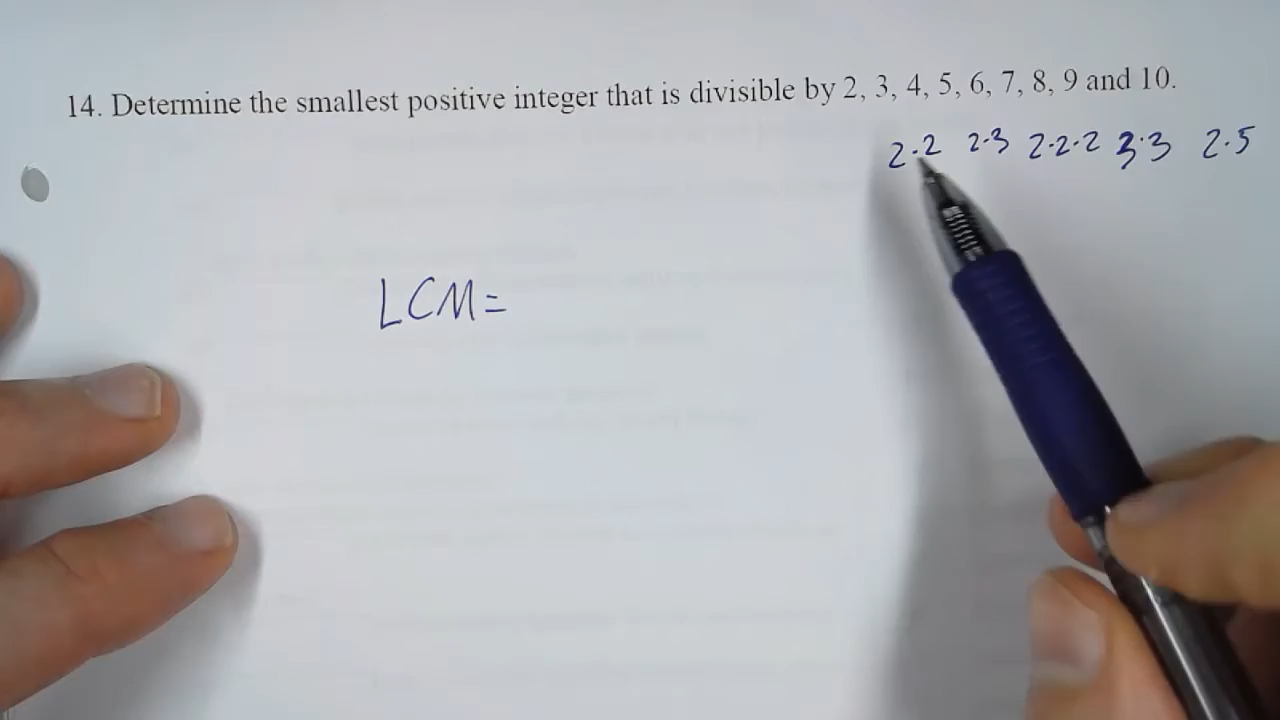 14. Determine the smallest positive integer that is divisible by 2, 3, 4, 5, 6, 7, 8, 9 and 10.
2·2 2·3 2·2·2 3·3 2·5
LCM=